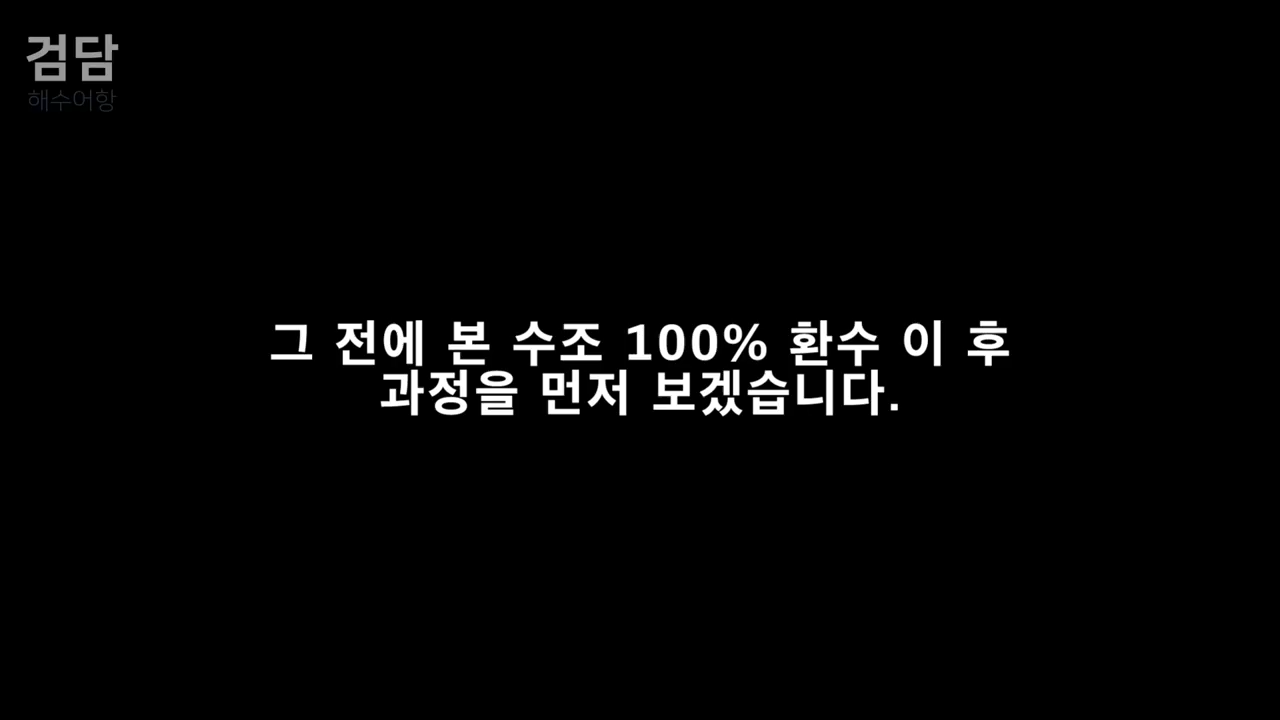 검담
해수어항
그 전에 본 수조 100% 환수 이 후
과정을 먼저 보겠습니다.